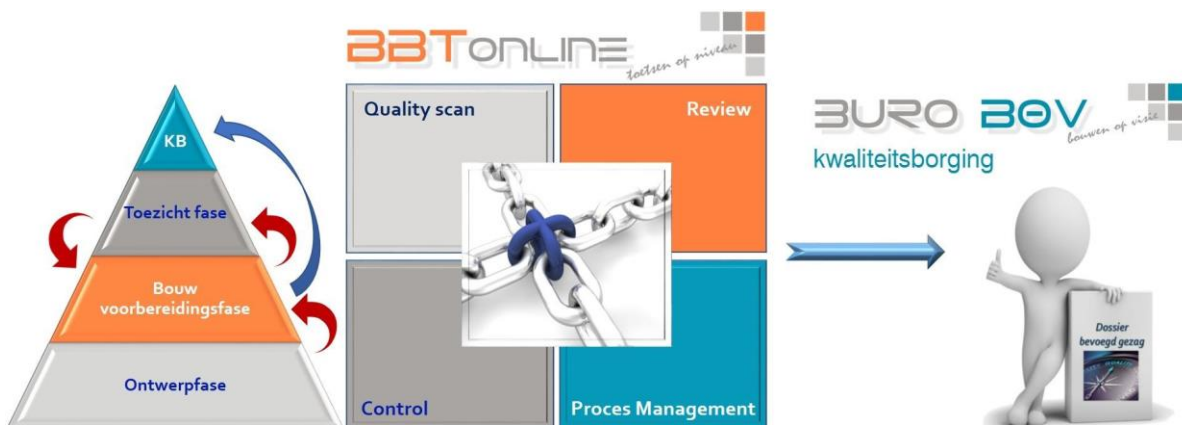 BBTONLINE
toetsen op niveau
KB
Toezicht fase
Bouw
voorbereidingsfase
Ontwerpfase
Quality scan
Review
Control
Proces Management
BURO BOV
bouwen op visie
kwaliteitsborging
Dossier
bevoegd gezag